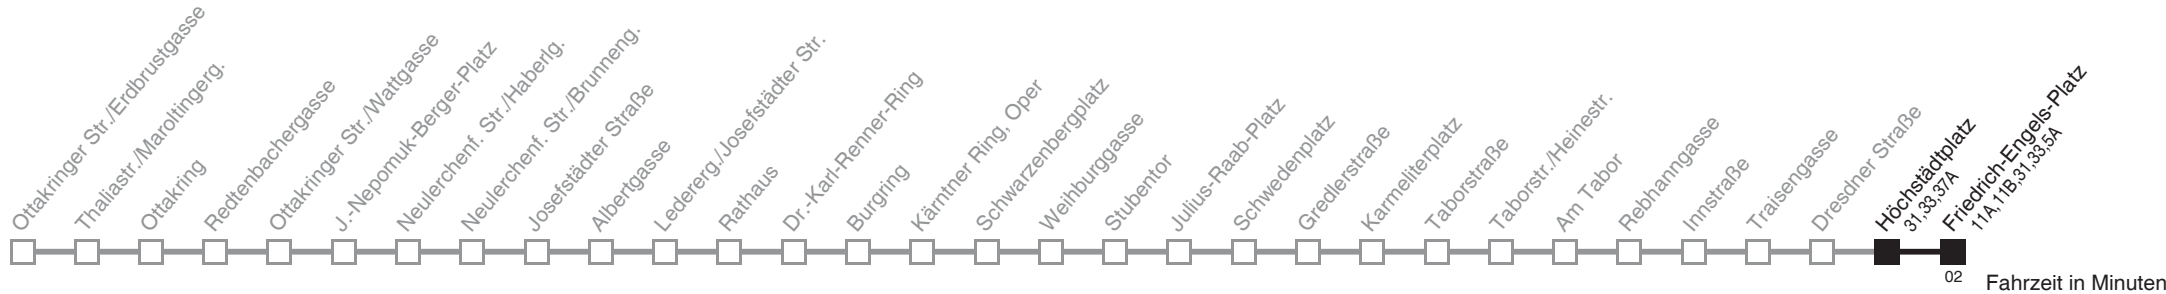 Ottakringer Str./Erdbrustgasse
Thaliastr./Maroltingerg.
Ottakring
Redtenbachergasse
Ottakringer Str./Wattgasse
J.-Nepomuk-Berger-Platz
Neulerchenf. Str./Haberlg.
Neulerchenf. Str./Brunneng.
Josefstädter Straße
Albertgasse
Ledererg./Josefstädter Str.
Rathaus
Dr.-Karl-Renner-Ring
Burgring
Kärntner Ring, Oper
Schwarzenbergplatz
Weihburggasse
Stubentor
Julius-Raab-Platz
Schwedenplatz
Gredlerstraße
Karmeliterplatz
Taborstraße
Taborstr./Heinestr.
Am Tabor
Rebhanngasse
Innstraße
Traisengasse
Dresdner Straße
Höchstädtplatz
31,33,37A
Friedrich-Engels-Platz
11A,11B,31,33,5A
02
Fahrzeit in Minuten